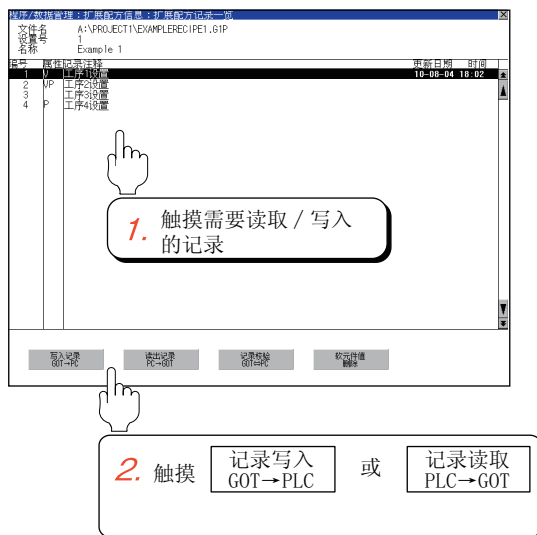 程序/数据管理：扩展配方信息：扩展配方记录一览
文件名 A:\PROJECT1\EXAMPLERECIPE1.G1P
设置号 1
名称 Example 1
编号 属性 记录注释 更新日期 时间
1 V 工序1设置 10-08-04 18:02
2 VP 工序2设置
3 工序3设置
4 P 工序4设置
1. 触摸需要读取 / 写入
的记录
写入记录 读出记录 记录校验 软元件值
GOT→PC PC→GOT GOT⇔PC 删除
2. 触摸 记录写入 或 记录读取
GOT→PLC PLC→GOT